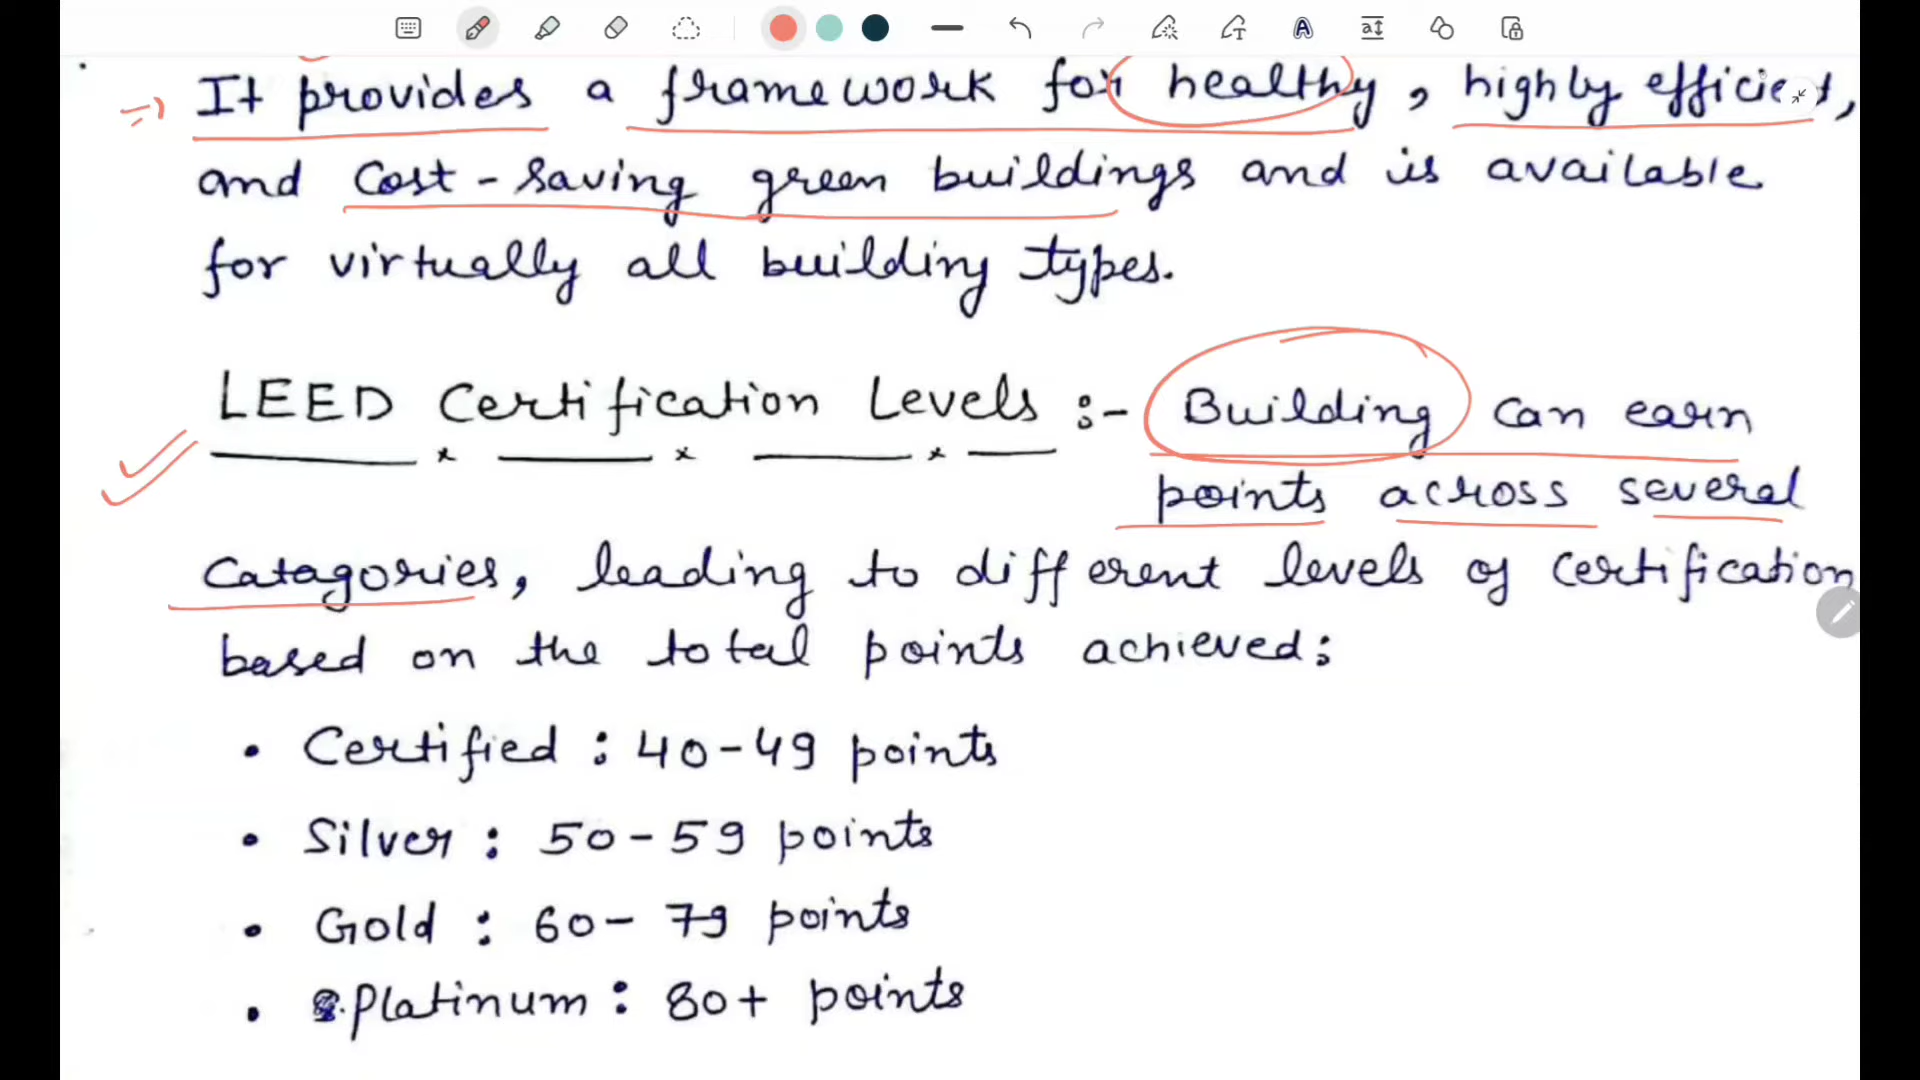 It provides a framework for healthy, highly efficient,
and Cost-saving green buildings and is available
for virtually all building types.
LEED Certification Levels :- Building can earn
points across several
Catagories, leading to different levels of certification
based on the total points achieved:
• Certified : 40-49 points
• Silver : 50-59 points
• Gold : 60-79 points
• Platinum : 80+ points